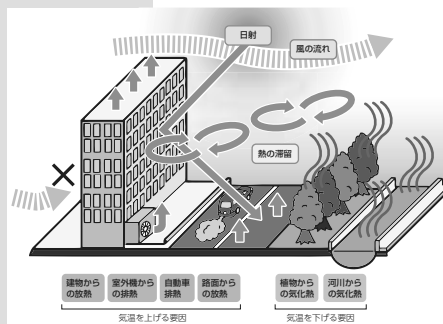 日射
風の流れ
熱の滞留
建物から
の放熱
室外機から
の排熱
自動車
排熱
路面から
の放熱
植物から
の気化熱
河川から
の気化熱
気温を上げる要因
気温を下げる要因